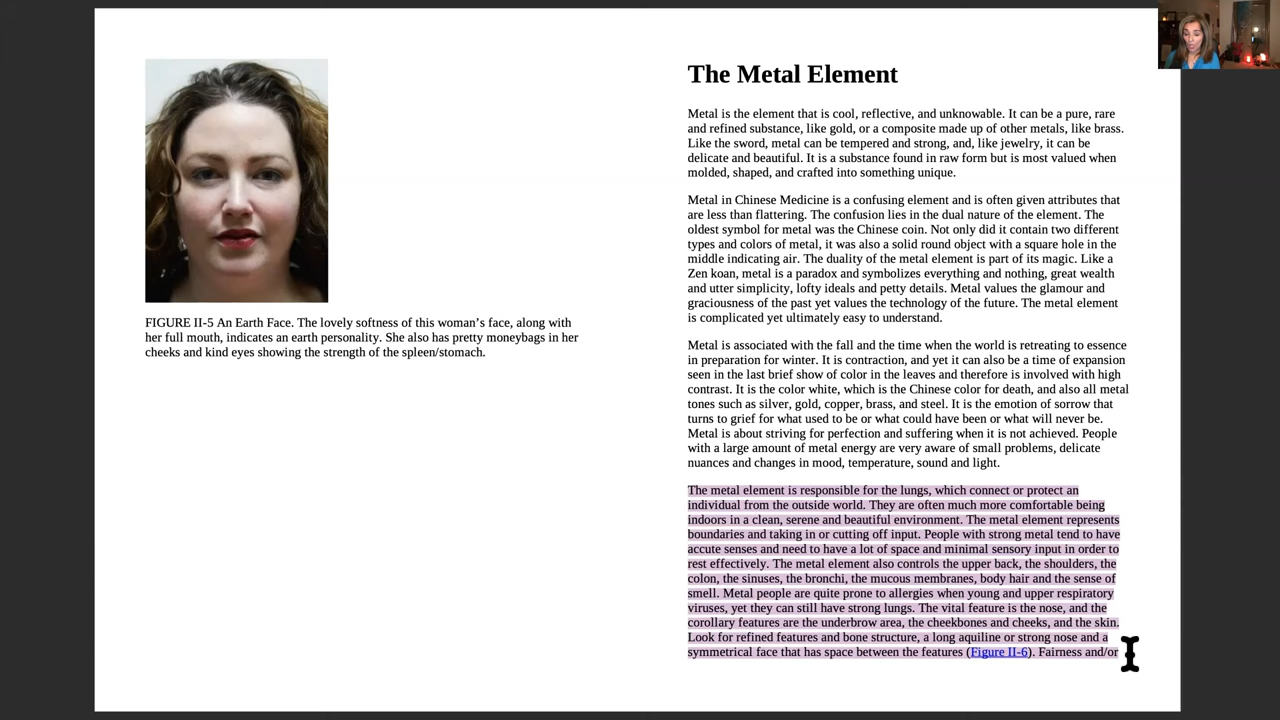 FIGURE II-5 An Earth Face. The lovely softness of this woman’s face, along with
her full mouth, indicates an earth personality. She also has pretty moneybags in her
cheeks and kind eyes showing the strength of the spleen/stomach.
The Metal Element
Metal is the element that is cool, reflective, and unknowable. It can be a pure, rare
and refined substance, like gold, or a composite made up of other metals, like brass.
Like the sword, metal can be tempered and strong, and, like jewelry, it can be
delicate and beautiful. It is a substance found in raw form but is most valued when
molded, shaped, and crafted into something unique.
Metal in Chinese Medicine is a confusing element and is often given attributes that
are less than flattering. The confusion lies in the dual nature of the element. The
oldest symbol for metal was the Chinese coin. Not only did it contain two different
types and colors of metal, it was also a solid round object with a square hole in the
middle indicating air. The duality of the metal element is part of its magic. Like a
Zen koan, metal is a paradox and symbolizes everything and nothing, great wealth
and utter simplicity, lofty ideals and petty details. Metal values the glamour and
graciousness of the past yet values the technology of the future. The metal element
is complicated yet ultimately easy to understand.
Metal is associated with the fall and the time when the world is retreating to essence
in preparation for winter. It is contraction, and yet it can also be a time of expansion
seen in the last brief show of color in the leaves and therefore is involved with high
contrast. It is the color white, which is the Chinese color for death, and also all metal
tones such as silver, gold, copper, brass, and steel. It is the emotion of sorrow that
turns to grief for what used to be or what could have been or what will never be.
Metal is about striving for perfection and suffering when it is not achieved. People
with a large amount of metal energy are very aware of small problems, delicate
nuances and changes in mood, temperature, sound and light.
The metal element is responsible for the lungs, which connect or protect an
individual from the outside world. They are often much more comfortable being
indoors in a clean, serene and beautiful environment. The metal element represents
boundaries and taking in or cutting off input. People with strong metal tend to have
accute senses and need to have a lot of space and minimal sensory input in order to
rest effectively. The metal element also controls the upper back, the shoulders, the
colon, the sinuses, the bronchi, the mucous membranes, body hair and the sense of
smell. Metal people are quite prone to allergies when young and upper respiratory
viruses, yet they can still have strong lungs. The vital feature is the nose, and the
corollary features are the underbrow area, the cheekbones and cheeks, and the skin.
Look for refined features and bone structure, a long aquiline or strong nose and a
symmetrical face that has space between the features (Figure II-6). Fairness and/or